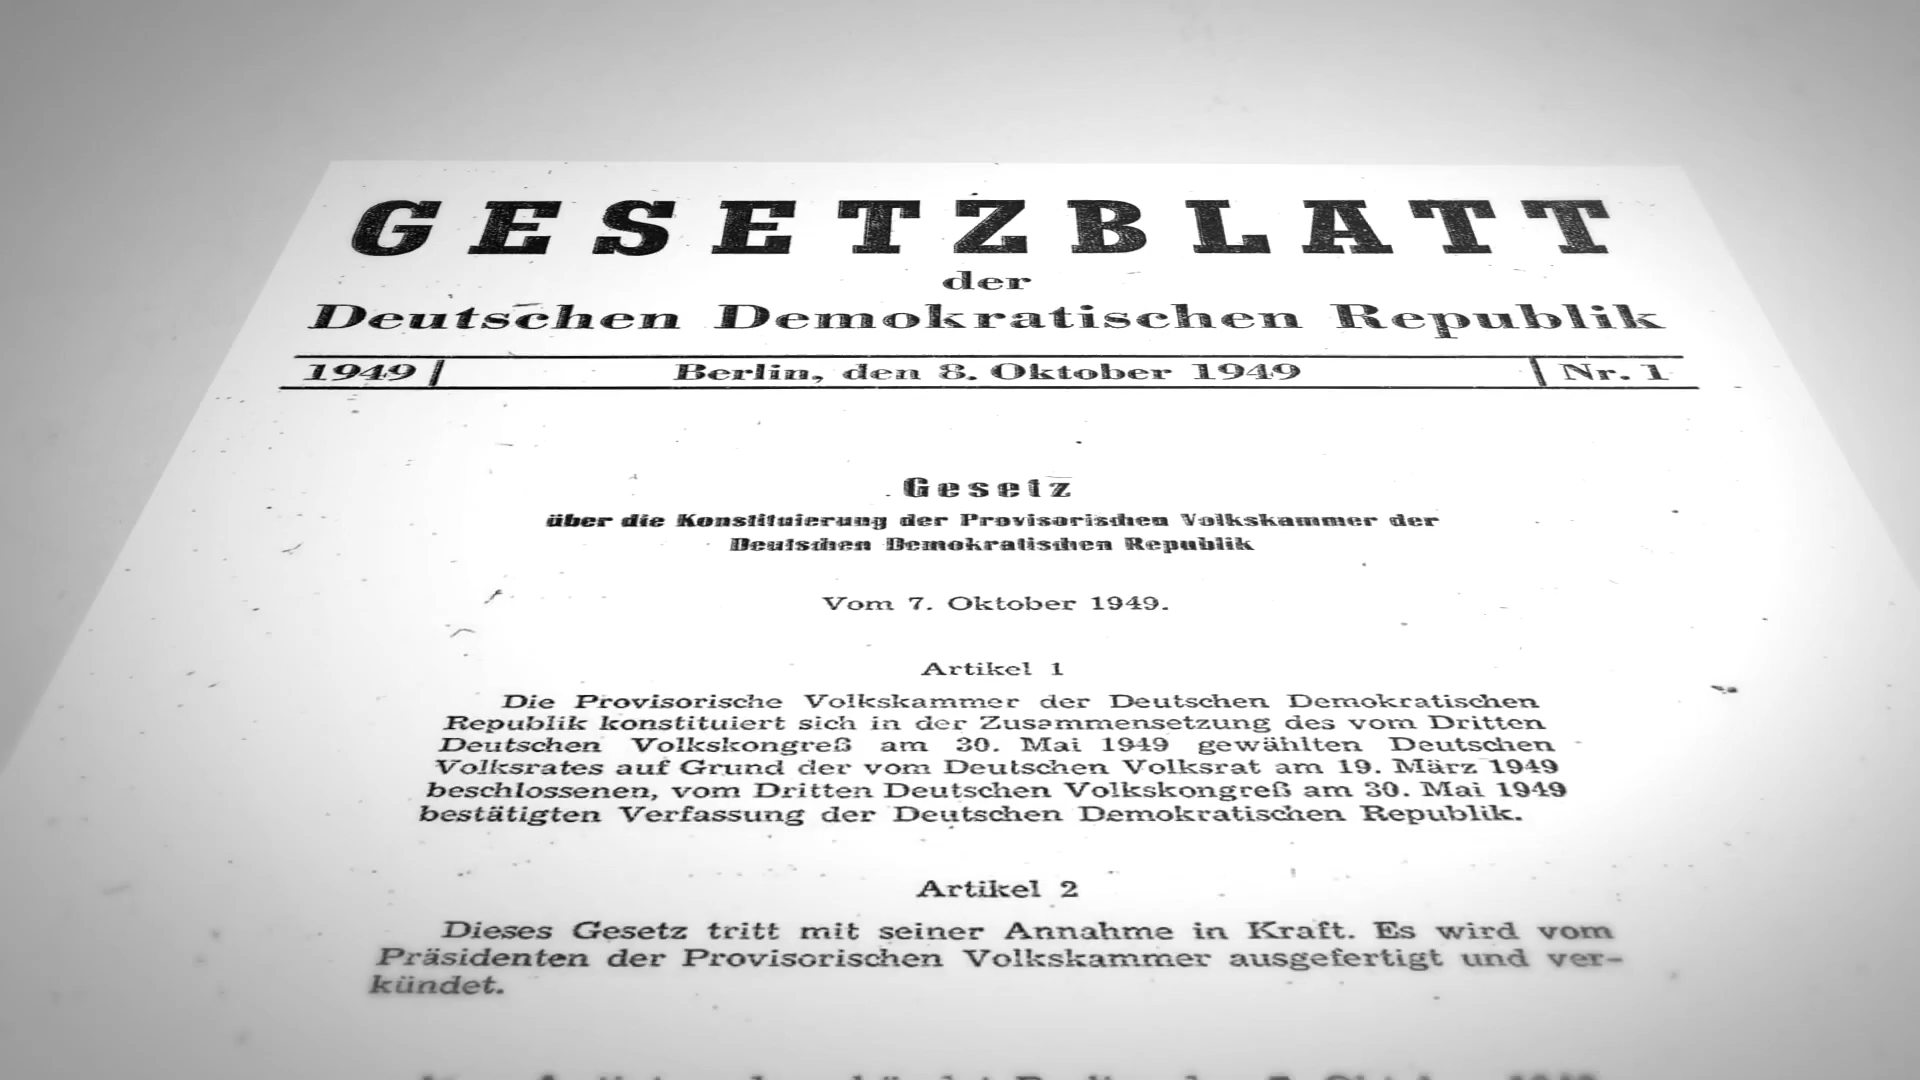 GESETZBLATT
der
Deutschen Demokratischen Republik
1949 Berlin, den 8. Oktober 1949 Nr. 1
Gesetz
über die Konstituierung der Provisorischen Volkskammer der
Deutschen Demokratischen Republik
Vom 7. Oktober 1949.
Artikel 1
Die Provisorische Volkskammer der Deutschen Demokratischen
Republik konstituiert sich in der Zusammensetzung des vom Dritten
Deutschen Volkskongreß am 30. Mai 1949 gewählten Deutschen
Volksrates auf Grund der vom Deutschen Volksrat am 19. März 1949
beschlossenen, vom Dritten Deutschen Volkskongreß am 30. Mai 1949
bestätigten Verfassung der Deutschen Demokratischen Republik.
Artikel 2
Dieses Gesetz tritt mit seiner Annahme in Kraft. Es wird vom
Präsidenten der Provisorischen Volkskammer ausgefertigt und ver-
kündet.